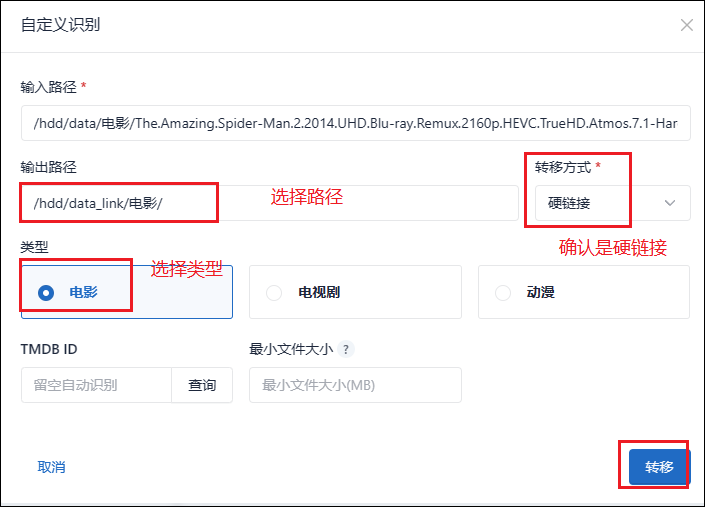 自定义识别
输入路径 *
/hdd/data/电影/The.Amazing.Spider-Man.2.2014.UHD.Blu-ray.Remux.2160p.HEVC.TrueHD.Atmos.7.1-Har
输出路径
转移方式 *
/hdd/data_link/电影/
选择路径
硬链接
确认是硬链接
类型
选择类型
电影
电视剧
动漫
TMDB ID
最小文件大小 ?
留空自动识别
查询
最小文件大小(MB)
取消
转移